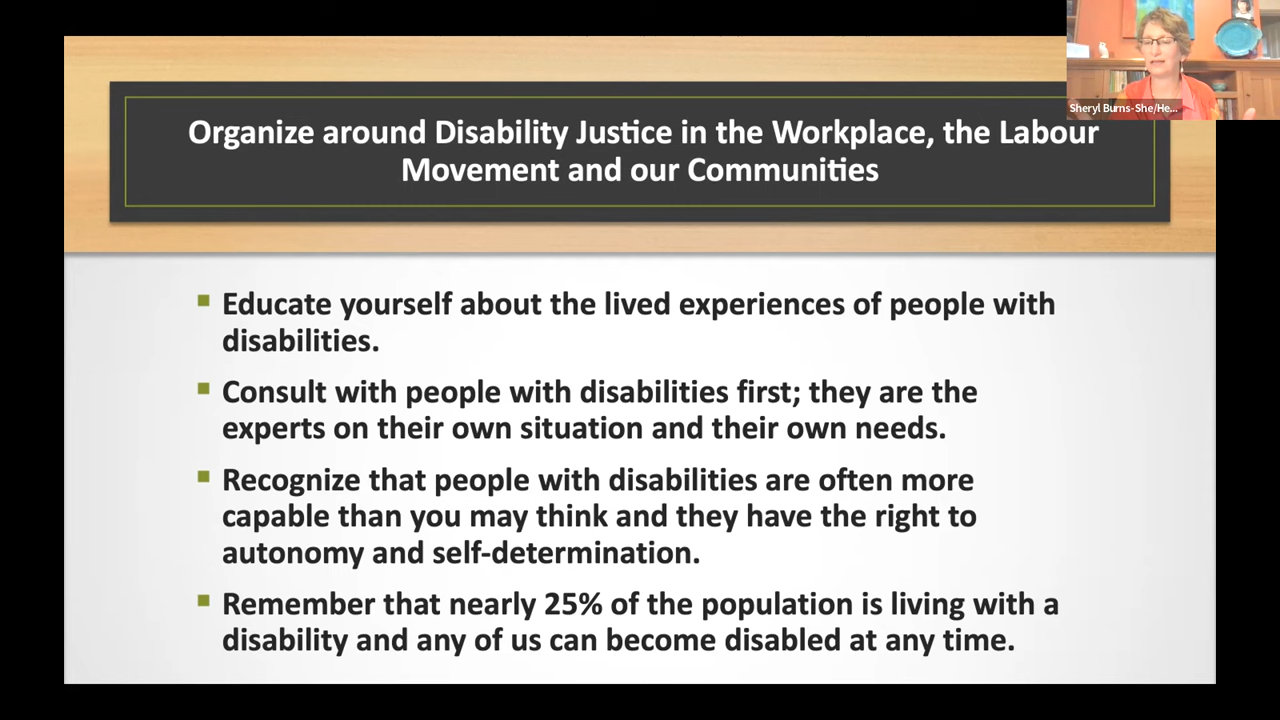 Sheryl Burns-She/He...
Organize around Disability Justice in the Workplace, the Labour
Movement and our Communities
Educate yourself about the lived experiences of people with
disabilities.
Consult with people with disabilities first; they are the
experts on their own situation and their own needs.
Recognize that people with disabilities are often more
capable than you may think and they have the right to
autonomy and self-determination.
Remember that nearly 25% of the population is living with a
disability and any of us can become disabled at any time.